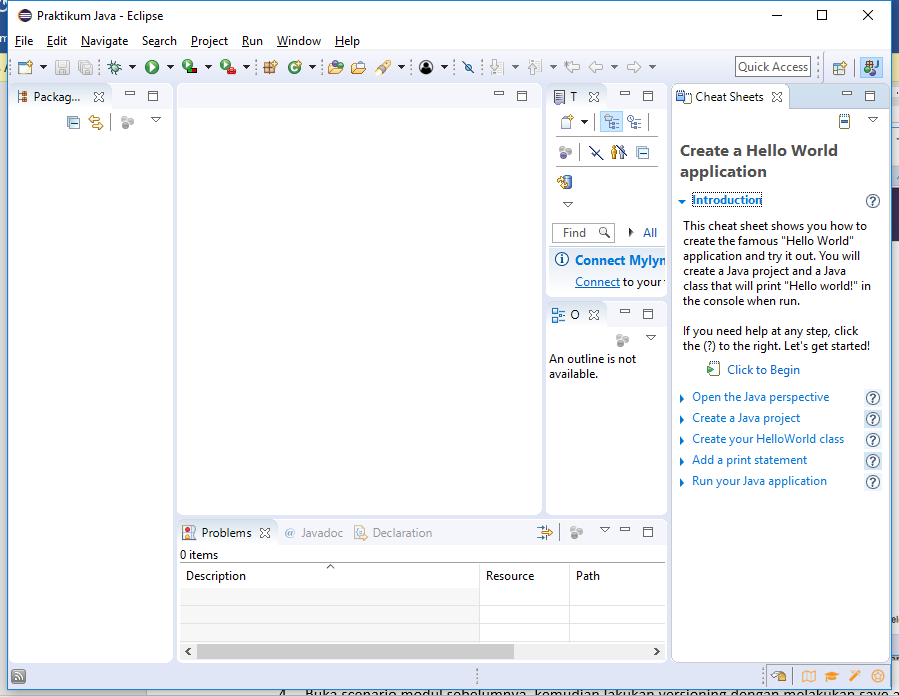 Praktikum Java - Eclipse
File Edit Navigate Search Project Run Window Help
Quick Access
Packag...
T
Find
All
Connect Mylyn
Connect to your
O
An outline is not
available.
Cheat Sheets
Create a Hello World
application
Introduction
This cheat sheet shows you how to
create the famous "Hello World"
application and try it out. You will
create a Java project and a Java
class that will print "Hello world!" in
the console when run.
If you need help at any step, click
the (?) to the right. Let's get started!
Click to Begin
Open the Java perspective
Create a Java project
Create your HelloWorld class
Add a print statement
Run your Java application
Problems @ Javadoc Declaration
0 items
Description Resource Path
4. Buka scenario modul sebelumnya, kemudian lakukan versioning dengan melakukan save a